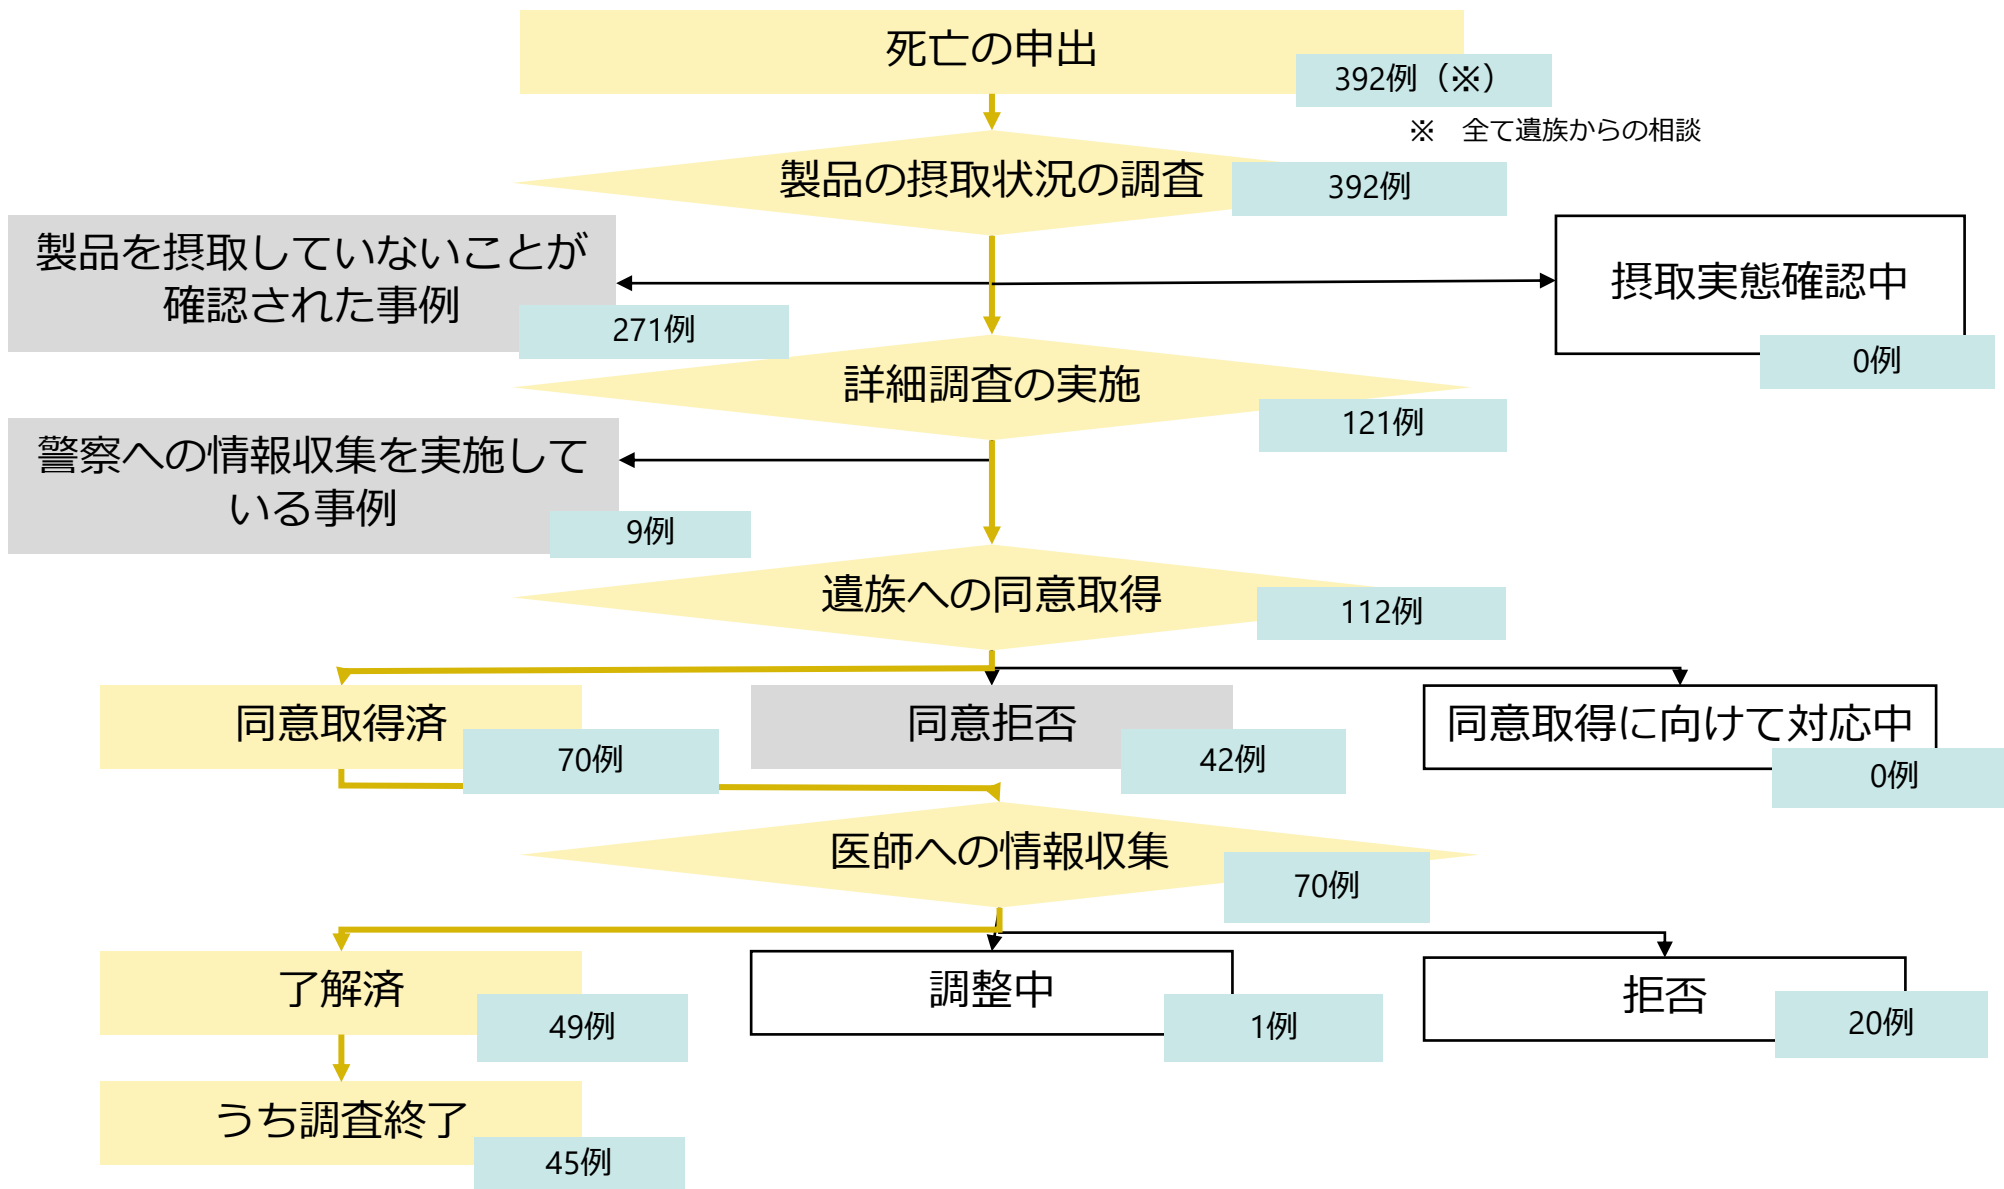 死亡の申出
392例（※）
※　全て遺族からの相談
製品の摂取状況の調査
392例
製品を摂取していないことが
確認された事例
271例
摂取実態確認中
0例
詳細調査の実施
121例
警察への情報収集を実施して
いる事例
9例
遺族への同意取得
112例
同意取得済
70例
同意拒否
42例
同意取得に向けて対応中
0例
医師への情報収集
70例
了解済
49例
調整中
1例
拒否
20例
うち調査終了
45例